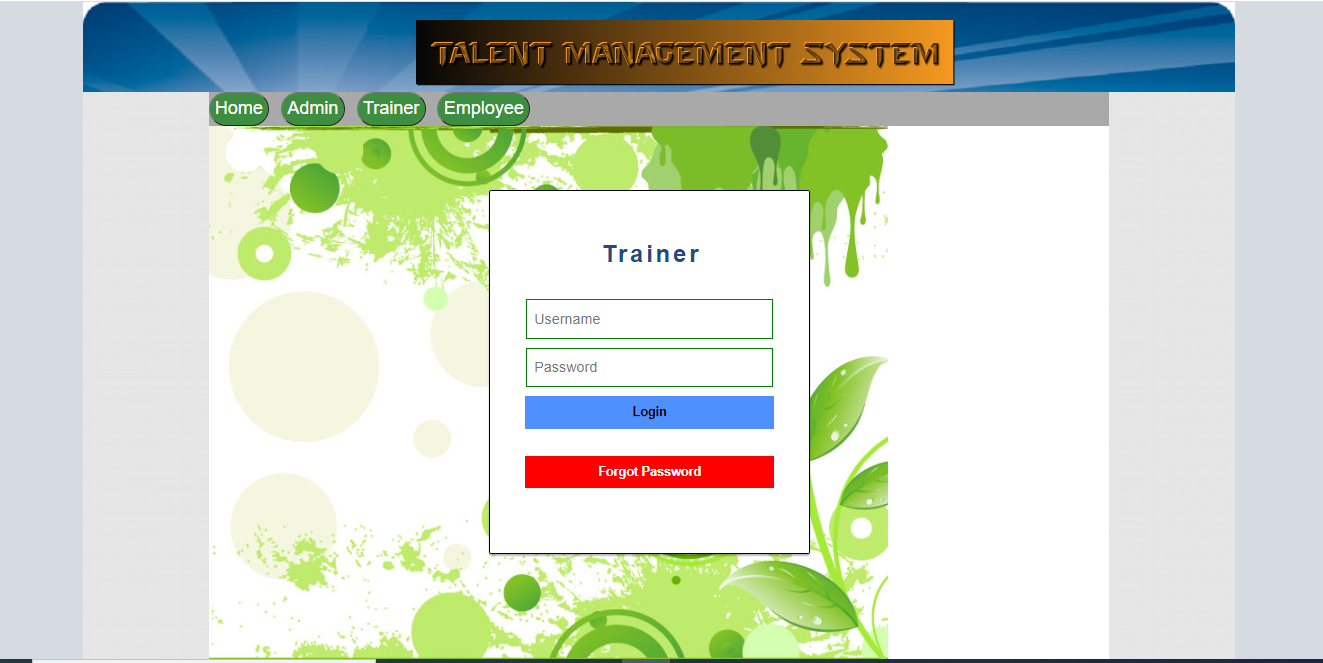 TALENT MANAGEMENT SYSTEM
Home Admin Trainer Employee
Trainer
Username
Password
Login
Forgot Password